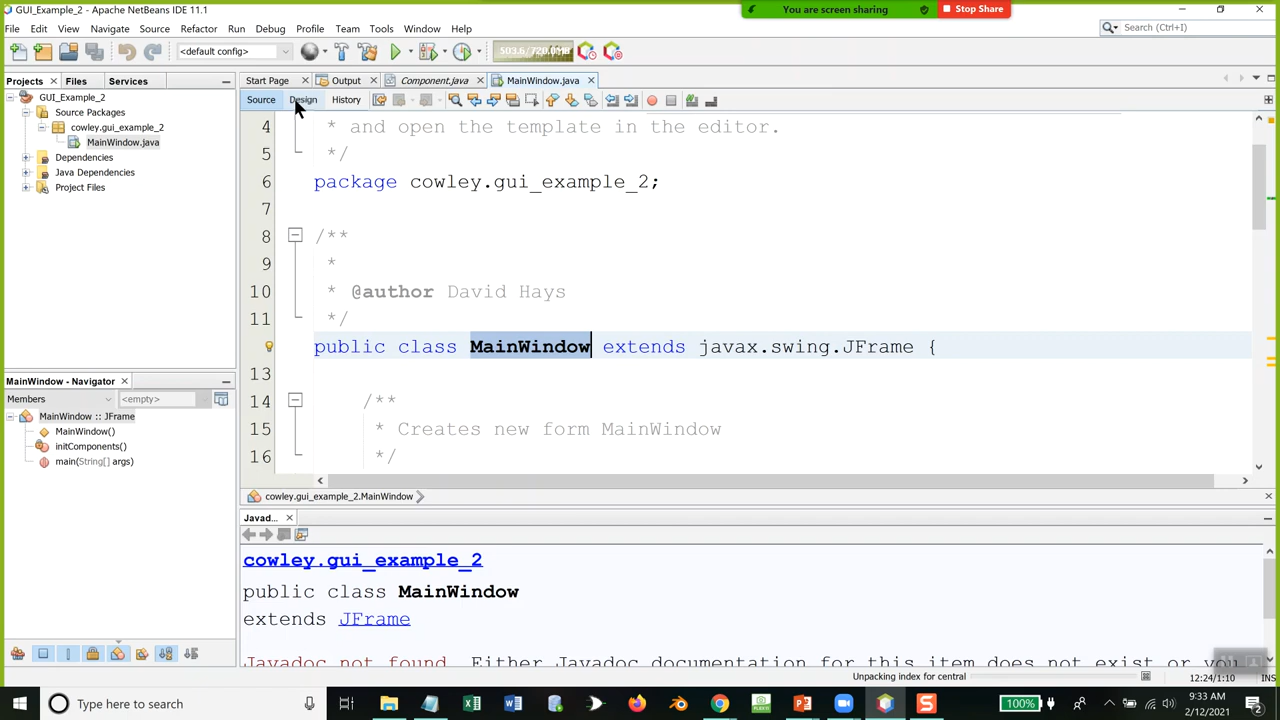 GUI_Example_2 - Apache NetBeans IDE 11.1
You are screen sharing
Stop Share
File Edit View Navigate Source Refactor Run Debug Profile Team Tools Window Help
Search (Ctrl+I)
<default config>
503.6/720.0MB
Projects Files Services
Start Page Output Component.java MainWindow.java
Source Design History
GUI_Example_2
Source Packages
cowley.gui_example_2
MainWindow.java
Dependencies
Java Dependencies
Project Files
4 * and open the template in the editor.
5 */
6 package cowley.gui_example_2;
7
8 /**
9 *
10 * @author David Hays
11 */
public class MainWindow extends javax.swing.JFrame {
13
14 /**
15 * Creates new form MainWindow
16 */
MainWindow - Navigator
Members <empty>
MainWindow :: JFrame
MainWindow()
initComponents()
main(String[] args)
cowley.gui_example_2.MainWindow
Javad...
cowley.gui_example_2
public class MainWindow
extends JFrame
Javadoc not found. Either Javadoc documentation for this item does not exist or you
Unpacking index for central
12:24/1:10 INS
Type here to search
100%
9:33 AM
2/12/2021
2